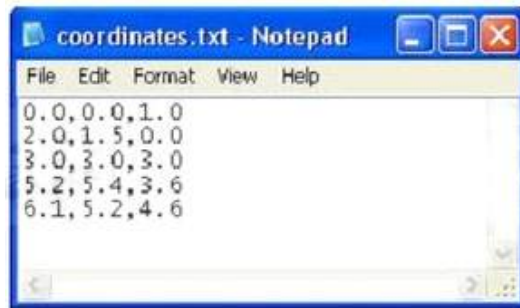 coordinates.txt - Notepad
File Edit Format View Help
0.0,0.0,1.0
2.0,1.5,0.0
3.0,3.0,3.0
5.2,5.4,3.6
6.1,5.2,4.6